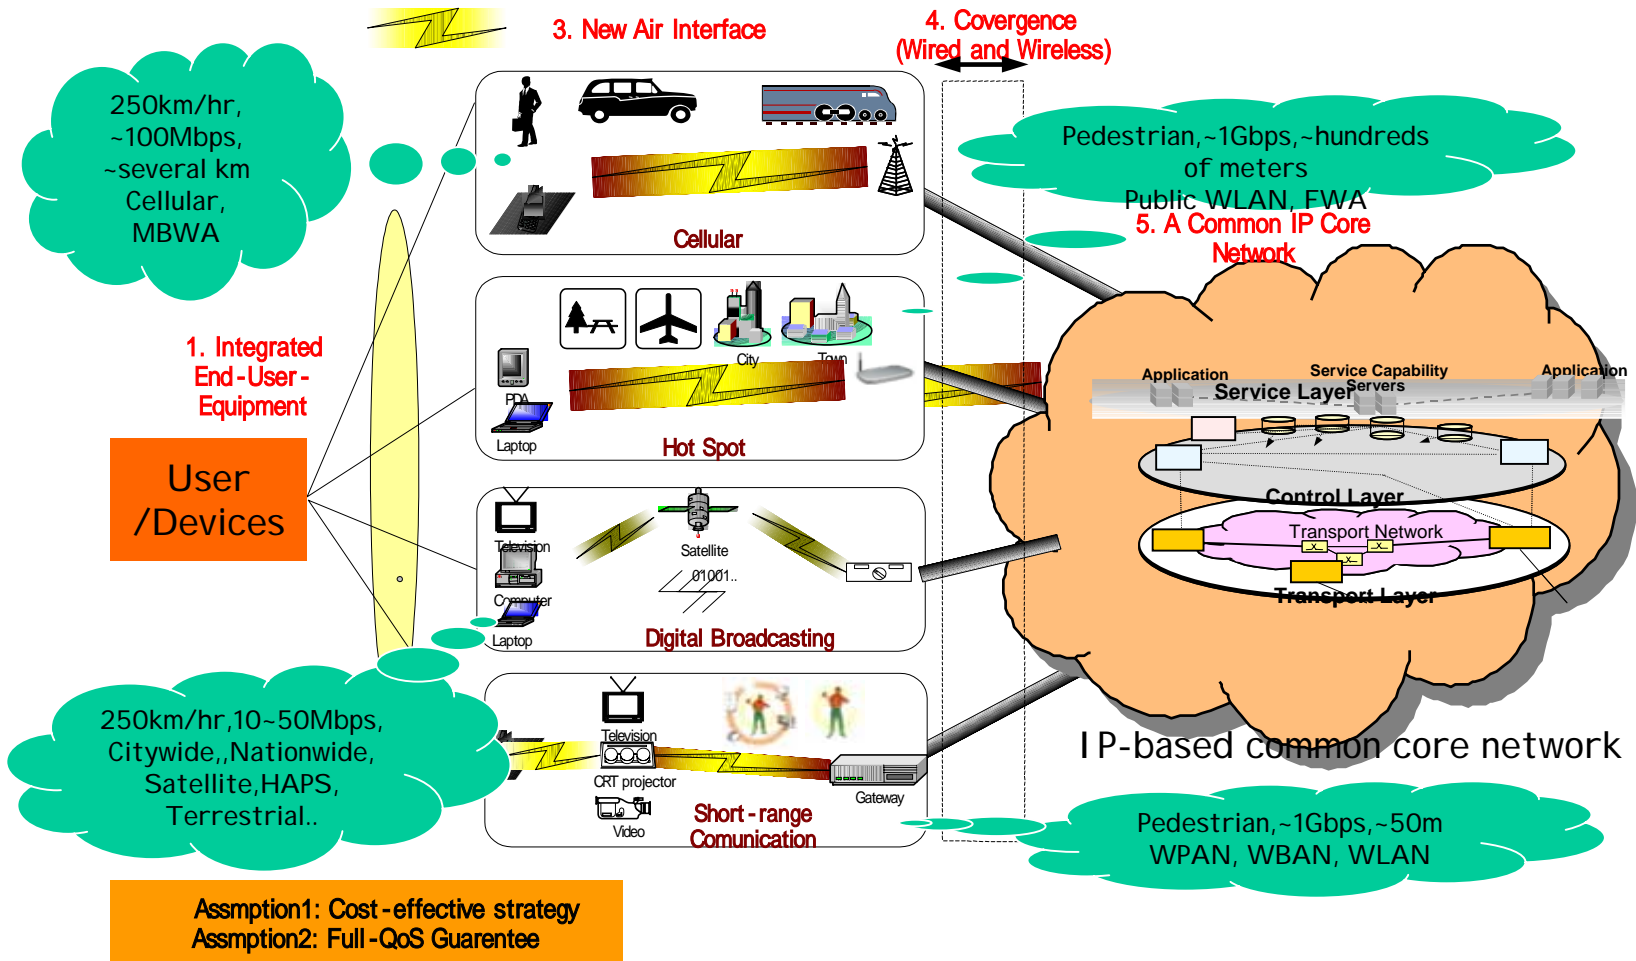 3. New Air Interface
4. Covergence
(Wired and Wireless)
250km/hr,
~100Mbps,
~several km
Cellular,
MBWA
Cellular
Pedestrian,~1Gbps,~hundreds
of meters
Public WLAN, FWA
5. A Common IP Core
Network
1. Integrated
End-User-
Equipment
User
/Devices
City
Town
PDA
Laptop
Hot Spot
Application
Service Capability
Servers
Application
Service Layer
Control Layer
Transport Network
Transport Layer
Television
Computer
Laptop
Satellite
01001..
Digital Broadcasting
250km/hr,10~50Mbps,
Citywide,,Nationwide,
Satellite,HAPS,
Terrestrial..
Television
CRT projector
Video
Gateway
Short-range
Comunication
IP-based common core network
Pedestrian,~1Gbps,~50m
WPAN, WBAN, WLAN
Assmption1: Cost-effective strategy
Assmption2: Full-QoS Guarentee